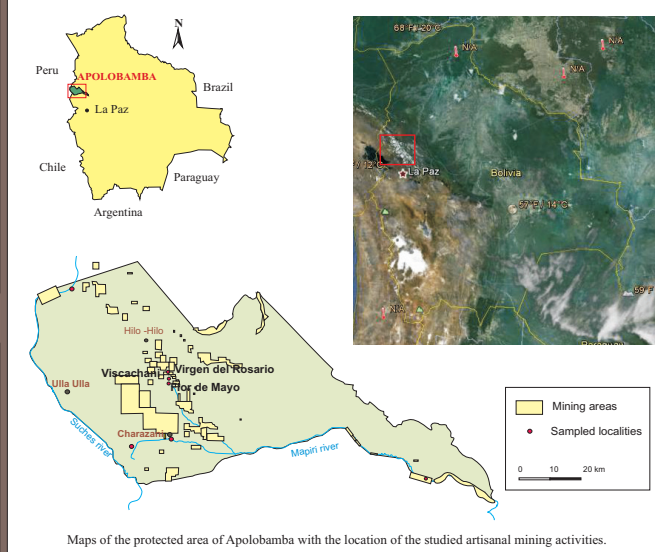 N
Peru
APOLOBAMBA
Brazil
La Paz
Chile
Paraguay
Argentina
68°F / 20°C
N/A
N/A
N/A
La Paz
Bolivia
57°F / 14°C
59°F
N/A
Hilo -Hilo
Viscachani
Virgen del Rosario
Flor de Mayo
Ulla Ulla
Charazani
Suches river
Mapiri river
Mining areas
Sampled localities
0 10 20 km
Maps of the protected area of Apolobamba with the location of the studied artisanal mining activities.